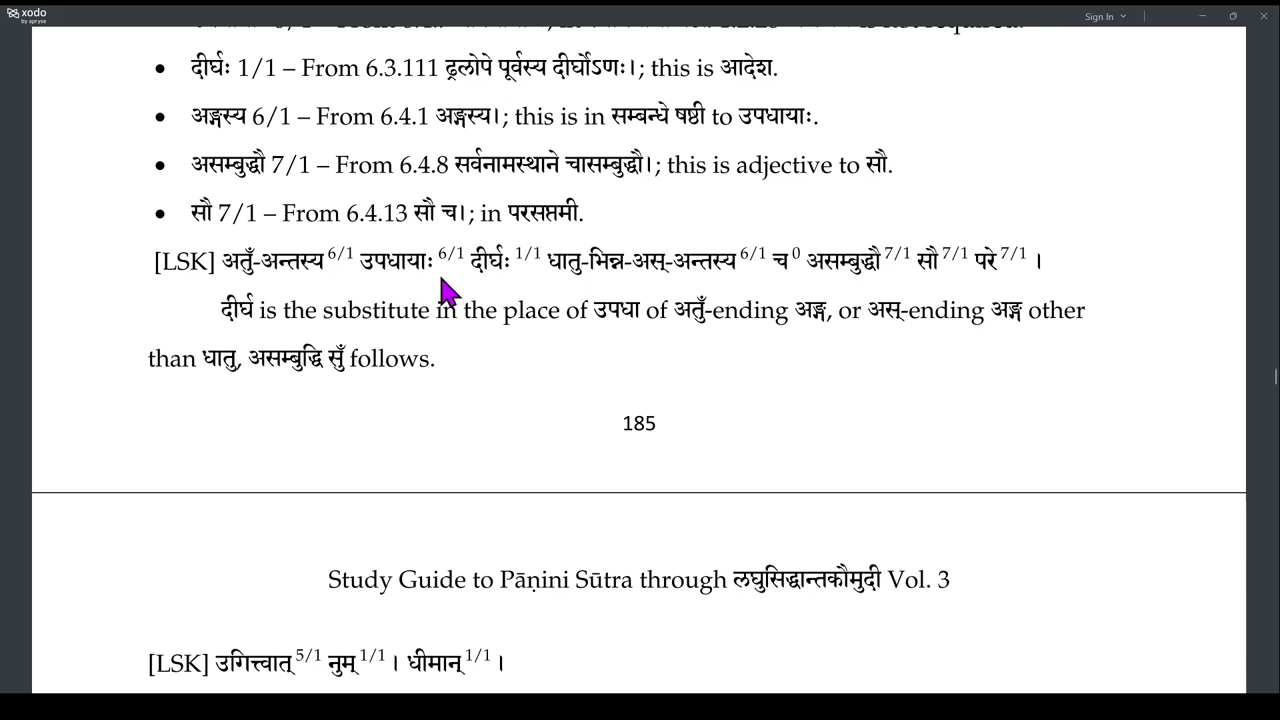 xodo
by apryse
Sign In
• दीर्घः 1/1 – From 6.3.111 ढ्रलोपे पूर्वस्य दीर्घोऽणः।; this is आदेश.
• अङ्गस्य 6/1 – From 6.4.1 अङ्गस्य।; this is in सम्बन्धे षष्ठी to उपधायाः.
• असम्बुद्धौ 7/1 – From 6.4.8 सर्वनामस्थाने चासम्बुद्धौ।; this is adjective to सौ.
• सौ 7/1 – From 6.4.13 सौ च।; in परसप्तमी.
[LSK] अतुँ-अन्तस्य 6/1 उपधायाः 6/1 दीर्घः 1/1 धातु-भिन्न-अस्-अन्तस्य 6/1 च 0 असम्बुद्धौ 7/1 सौ 7/1 परे 7/1 ।
दीर्घ is the substitute in the place of उपधा of अतुँ-ending अङ्ग, or अस्-ending अङ्ग other
than धातु, असम्बुद्धि सुँ follows.
185
Study Guide to Pāṇini Sūtra through लघुसिद्धान्तकौमुदी Vol. 3
[LSK] उगित्त्वात् 5/1 नुम् 1/1 । धीमान् 1/1 ।